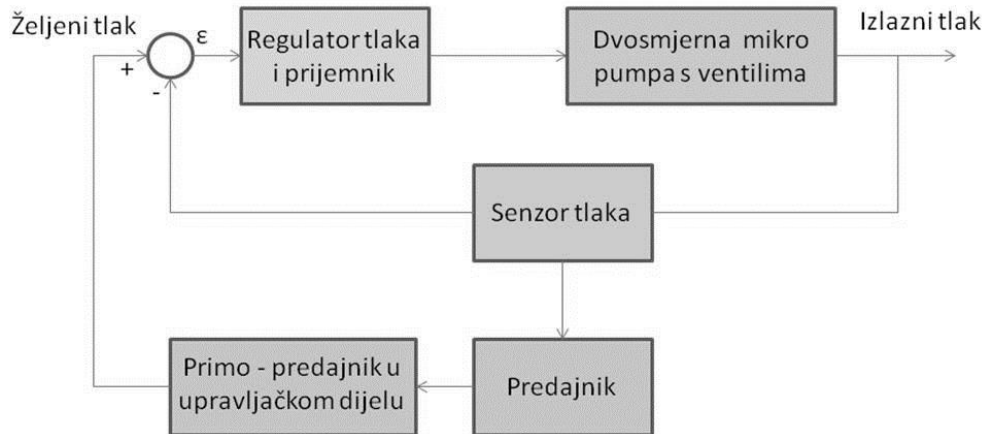 Željeni tlak
+
-
ε
Regulator tlaka
i prijemnik
Dvosmjerna mikro
pumpa s ventilima
Izlazni tlak
Senzor tlaka
Primo - predajnik u
upravljačkom dijelu
Predajnik